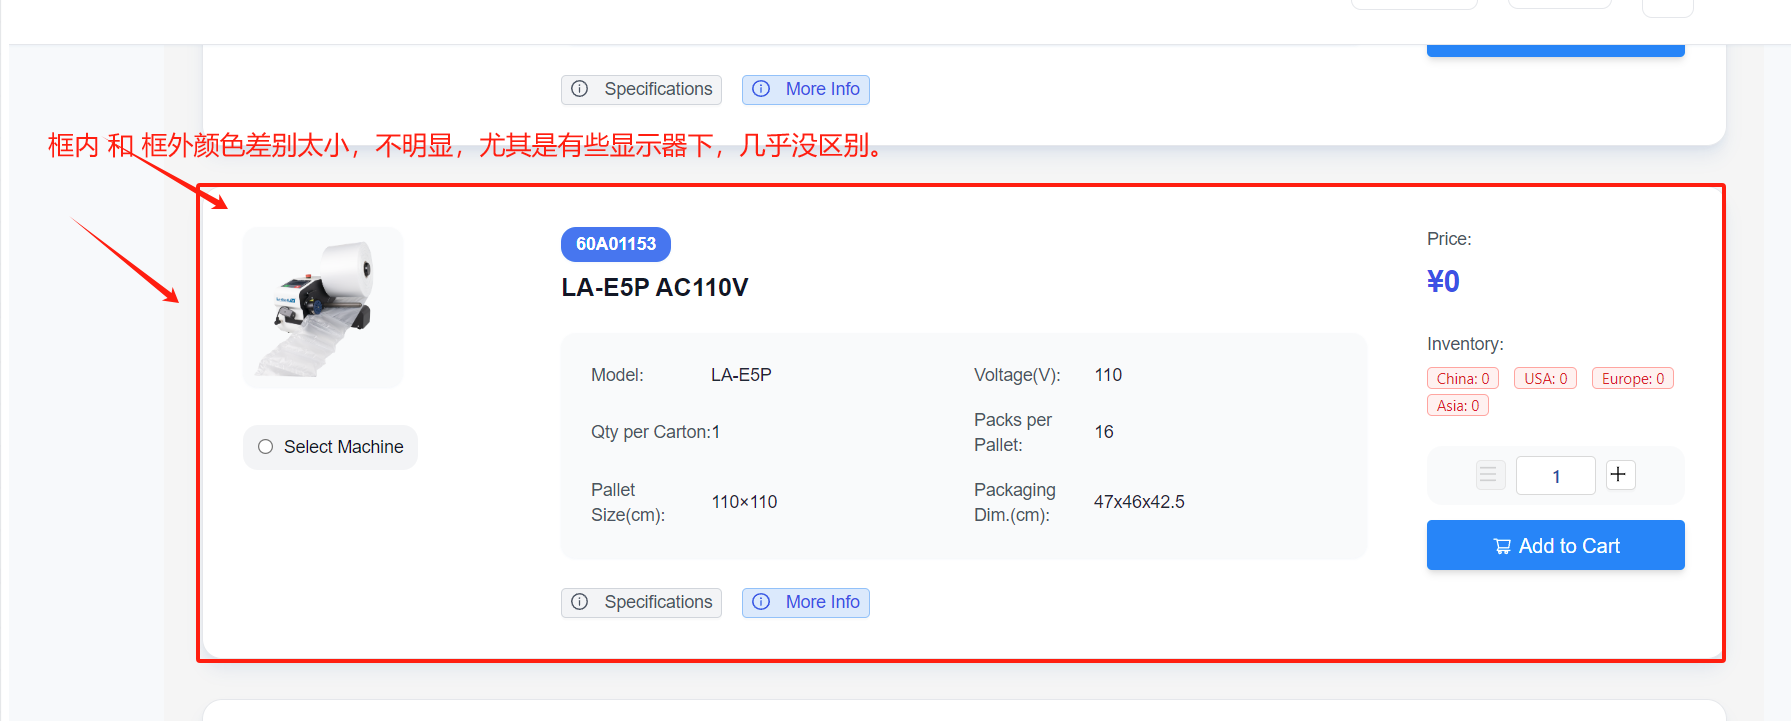 Specifications
More Info
框内 和 框外颜色差别太小，不明显，尤其是有些显示器下，几乎没区别。
60A01153
LA-E5P AC110V
Model: LA-E5P
Voltage(V): 110
Qty per Carton: 1
Packs per
Pallet:
16
Pallet
Size(cm):
110×110
Packaging
Dim.(cm):
47x46x42.5
Select Machine
Specifications
More Info
Price:
¥0
Inventory:
China: 0
USA: 0
Europe: 0
Asia: 0
1
Add to Cart